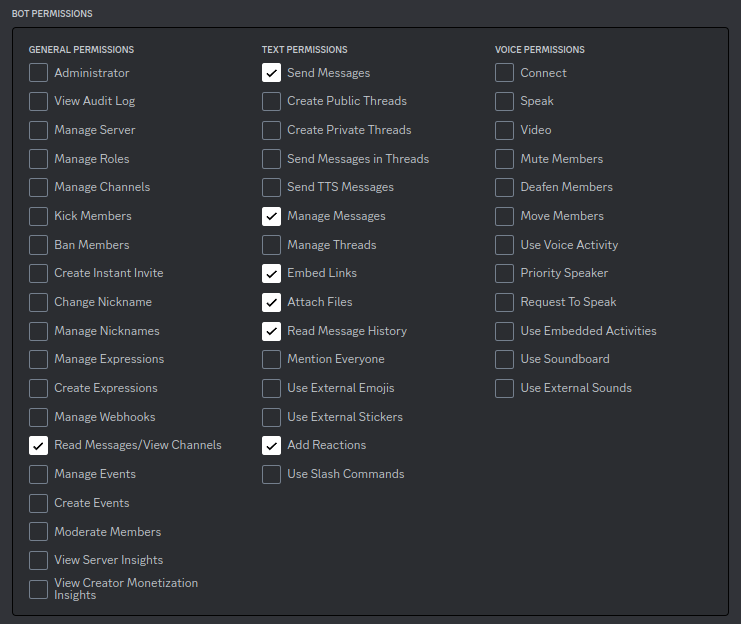 BOT PERMISSIONS
GENERAL PERMISSIONS
Administrator
View Audit Log
Manage Server
Manage Roles
Manage Channels
Kick Members
Ban Members
Create Instant Invite
Change Nickname
Manage Nicknames
Manage Expressions
Create Expressions
Manage Webhooks
Read Messages/View Channels
Manage Events
Create Events
Moderate Members
View Server Insights
View Creator Monetization
Insights
TEXT PERMISSIONS
Send Messages
Create Public Threads
Create Private Threads
Send Messages in Threads
Send TTS Messages
Manage Messages
Manage Threads
Embed Links
Attach Files
Read Message History
Mention Everyone
Use External Emojis
Use External Stickers
Add Reactions
Use Slash Commands
VOICE PERMISSIONS
Connect
Speak
Video
Mute Members
Deafen Members
Move Members
Use Voice Activity
Priority Speaker
Request To Speak
Use Embedded Activities
Use Soundboard
Use External Sounds